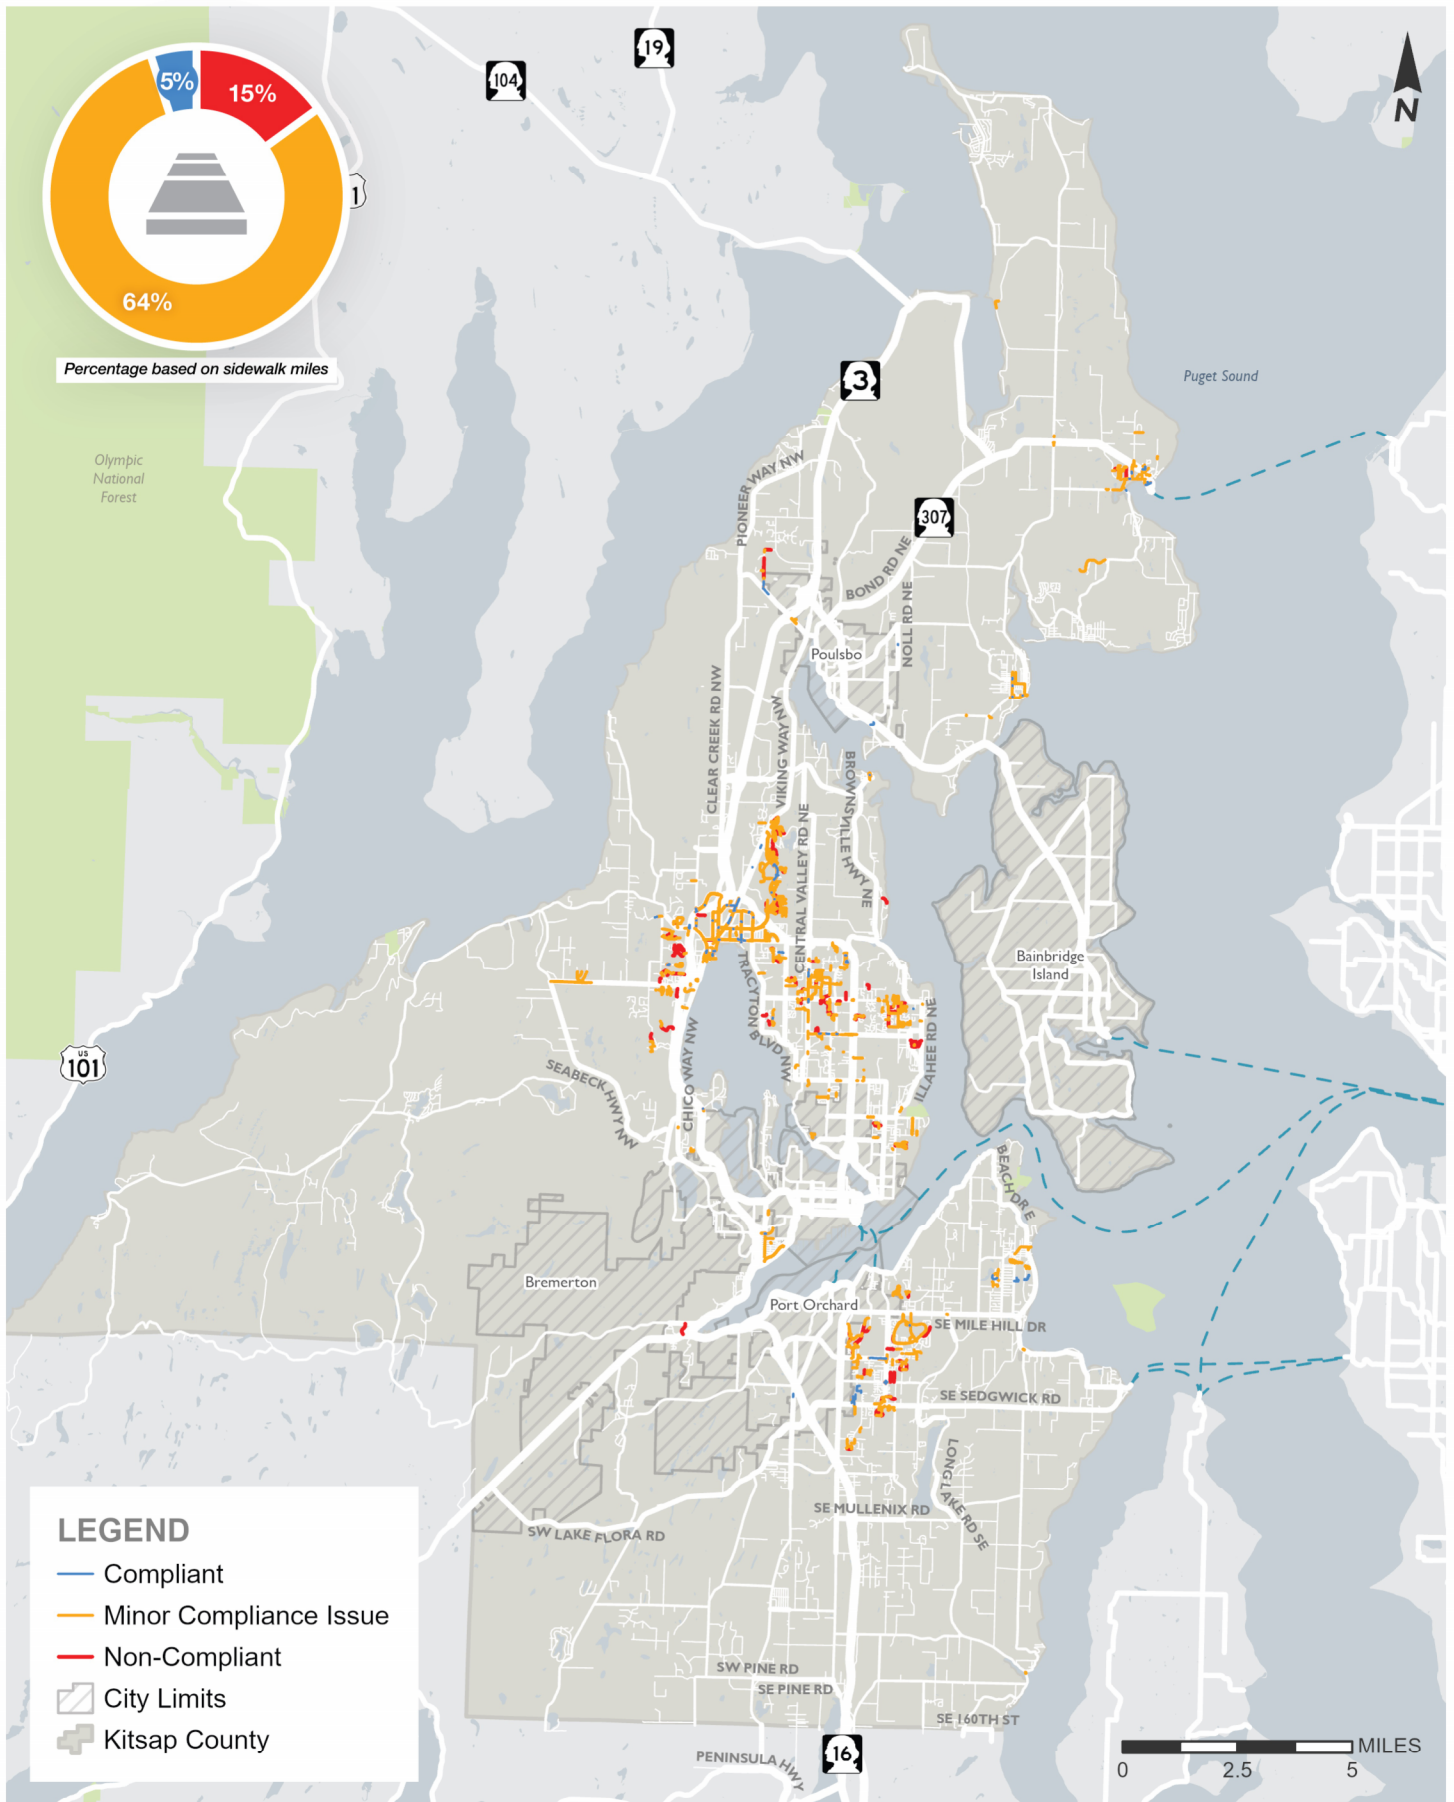 19
104
5%
15%
64%
1
N
Percentage based on sidewalk miles
3
Puget Sound
Olympic
National
Forest
PIONEER WAY NW
307
BOND RD NE
NOLL RD NE
Poulsbo
CLEAR CREEK RD NW
VIKING WAY NW
BROWNSVILLE HWY NE
CENTRAL VALLEY RD NE
Bainbridge
Island
TRACYTON BLVD NW
ILLAHEE RD NE
CHICO WAY NW
US
101
SEABECK HWY NW
BEACH DR E
Bremerton
Port Orchard
SE MILE HILL DR
SE SEDGWICK RD
LONG LAKE RD SE
SE MULLENIX RD
SW LAKE FLORA RD
LEGEND
Compliant
Minor Compliance Issue
Non-Compliant
City Limits
Kitsap County
SW PINE RD
SE PINE RD
SE 160TH ST
16
PENINSULA HWY
MILES
0
2.5
5